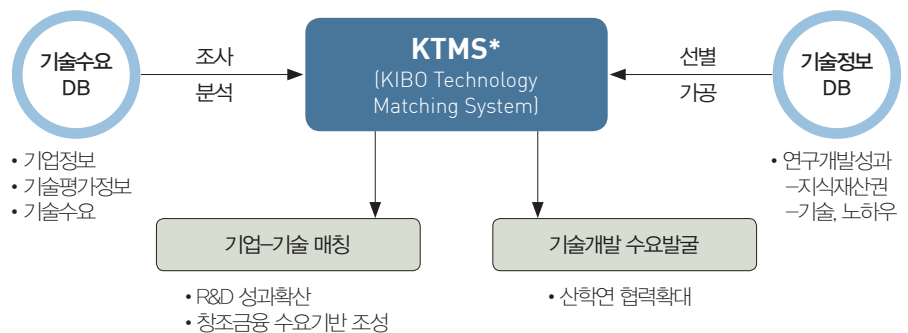 기술수요
DB
조사
분석
KTMS*
(KIBO Technology
Matching System)
선별
가공
기술정보
DB
• 기업정보
• 기술평가정보
• 기술수요
• 연구개발성과
–지식재산권
–기술, 노하우
기업–기술 매칭
• R&D 성과확산
• 창조금융 수요기반 조성
기술개발 수요발굴
• 산학연 협력확대